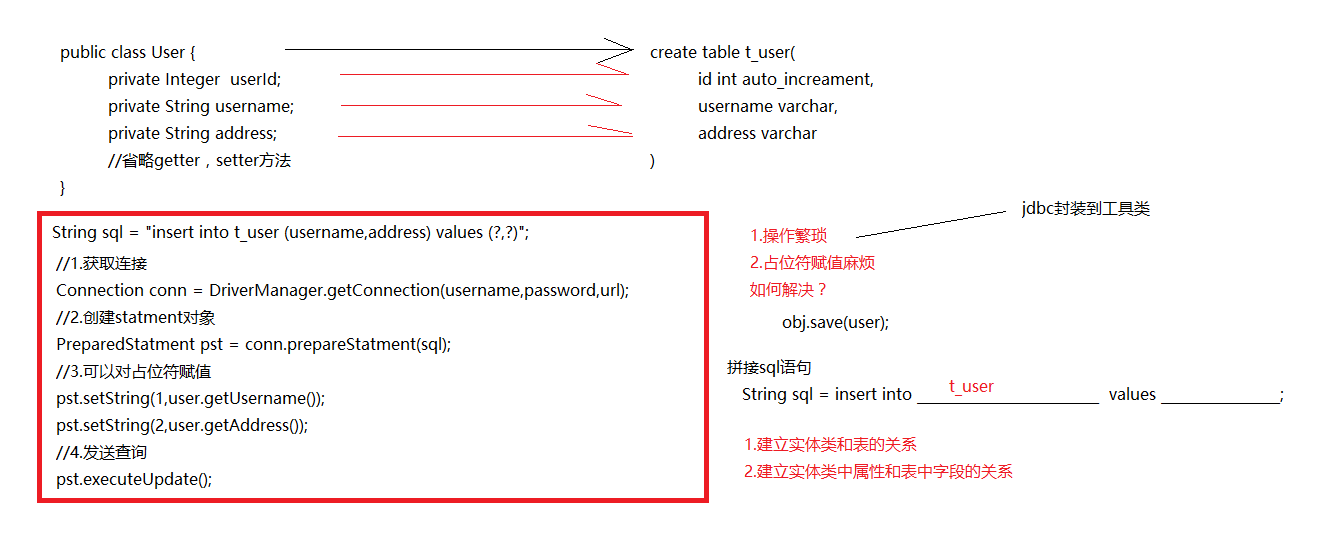 public class User {
private Integer  userId;
private String username;
private String address;
//省略getter，setter方法
}
create table t_user(
id int auto_increament,
username varchar,
address varchar
)
String sql = "insert into t_user (username,address) values (?,?)";
//1.获取连接
Connection conn = DriverManager.getConnection(username,password,url);
//2.创建statment对象
PreparedStatment pst = conn.prepareStatment(sql);
//3.可以对占位符赋值
pst.setString(1,user.getUsername());
pst.setString(2,user.getAddress());
//4.发送查询
pst.executeUpdate();
jdbc封装到工具类
1.操作繁琐
2.占位符赋值麻烦
如何解决？
obj.save(user);
拼接sql语句
String sql = insert into t_user values ;
1.建立实体类和表的关系
2.建立实体类中属性和表中字段的关系